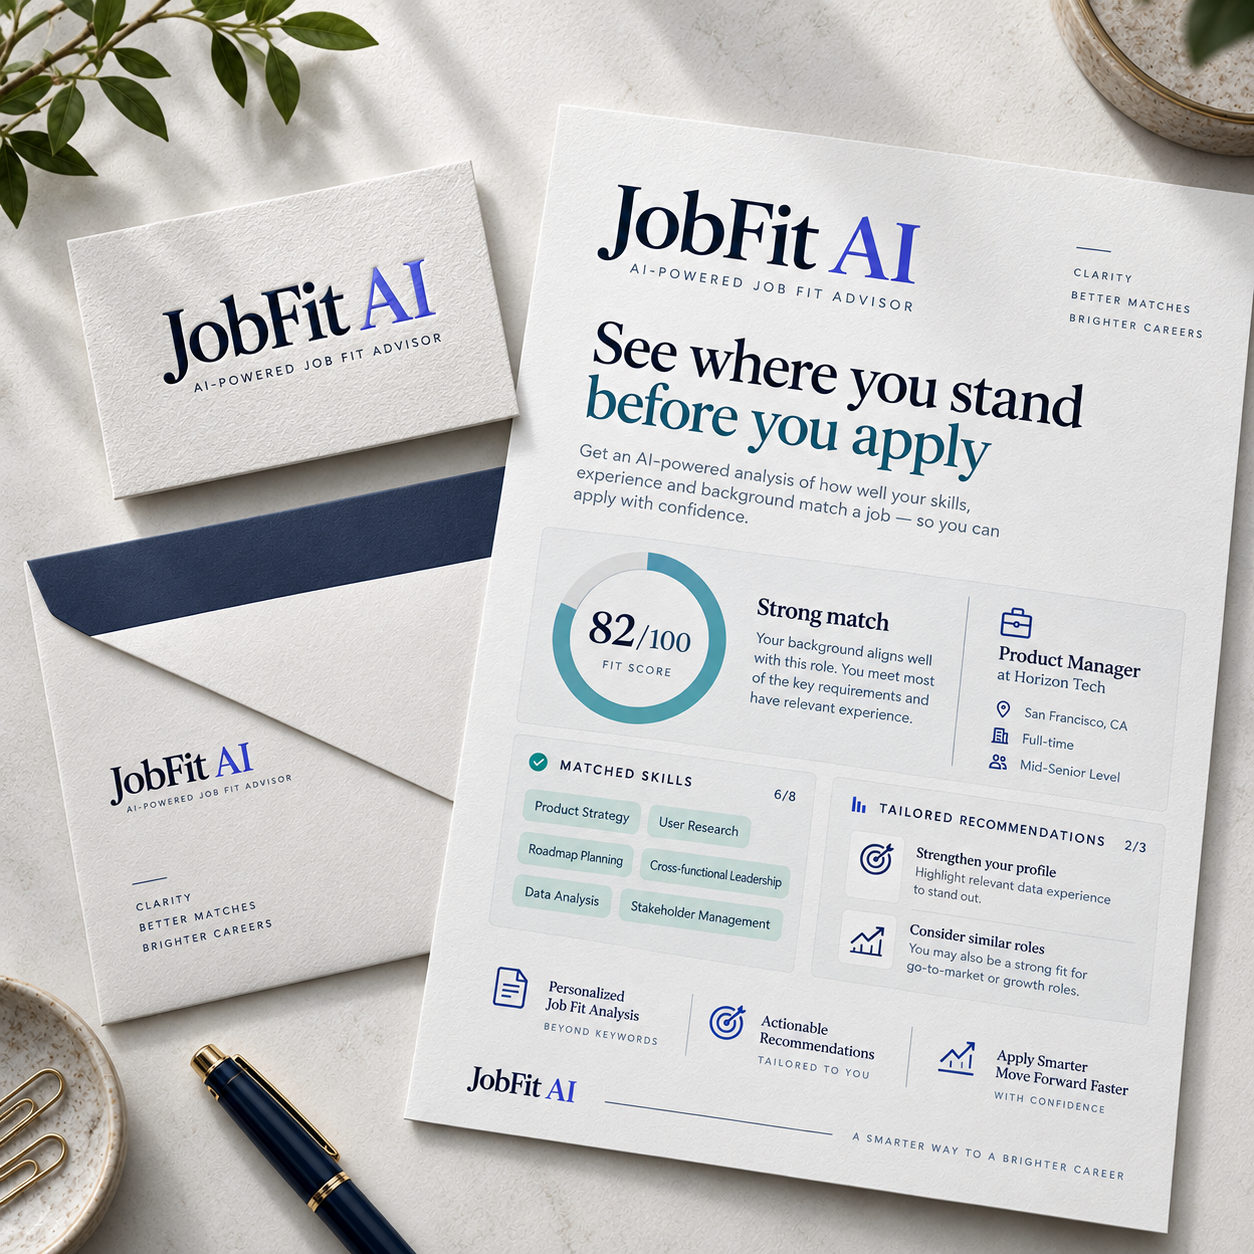 JobFit AI
AI-POWERED JOB FIT ADVISOR
JobFit AI
AI-POWERED JOB FIT ADVISOR
CLARITY
BETTER MATCHES
BRIGHTER CAREERS
JobFit AI
AI-POWERED JOB FIT ADVISOR
CLARITY
BETTER MATCHES
BRIGHTER CAREERS
See where you stand
before you apply
Get an AI-powered analysis of how well your skills,
experience and background match a job — so you can
apply with confidence.
82/100
FIT SCORE
Strong match
Your background aligns well
with this role. You meet most
of the key requirements and
have relevant experience.
Product Manager
at Horizon Tech
San Francisco, CA
Full-time
Mid-Senior Level
MATCHED SKILLS 6/8
Product Strategy User Research
Roadmap Planning Cross-functional Leadership
Data Analysis Stakeholder Management
TAILORED RECOMMENDATIONS 2/3
Strengthen your profile
Highlight relevant data experience
to stand out.
Consider similar roles
You may also be a strong fit for
go-to-market or growth roles.
Personalized
Job Fit Analysis
BEYOND KEYWORDS
Actionable
Recommendations
TAILORED TO YOU
Apply Smarter
Move Forward Faster
WITH CONFIDENCE
JobFit AI
A SMARTER WAY TO A BRIGHTER CAREER